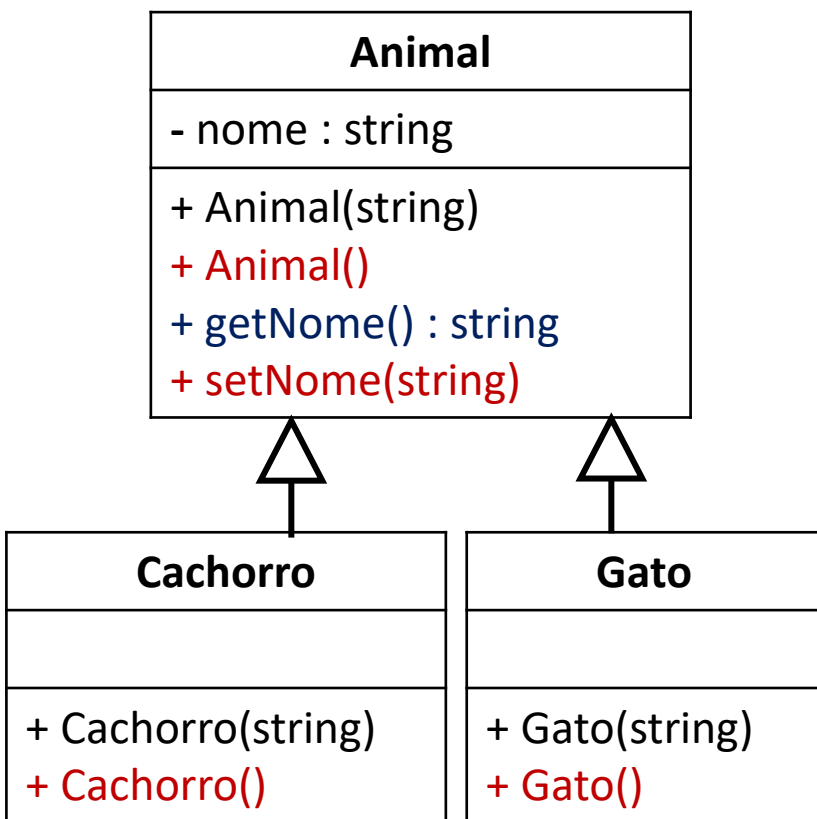 Animal
- nome : string
+ Animal(string)
+ Animal()
+ getNome() : string
+ setNome(string)
Cachorro
+ Cachorro(string)
+ Cachorro()
Gato
+ Gato(string)
+ Gato()